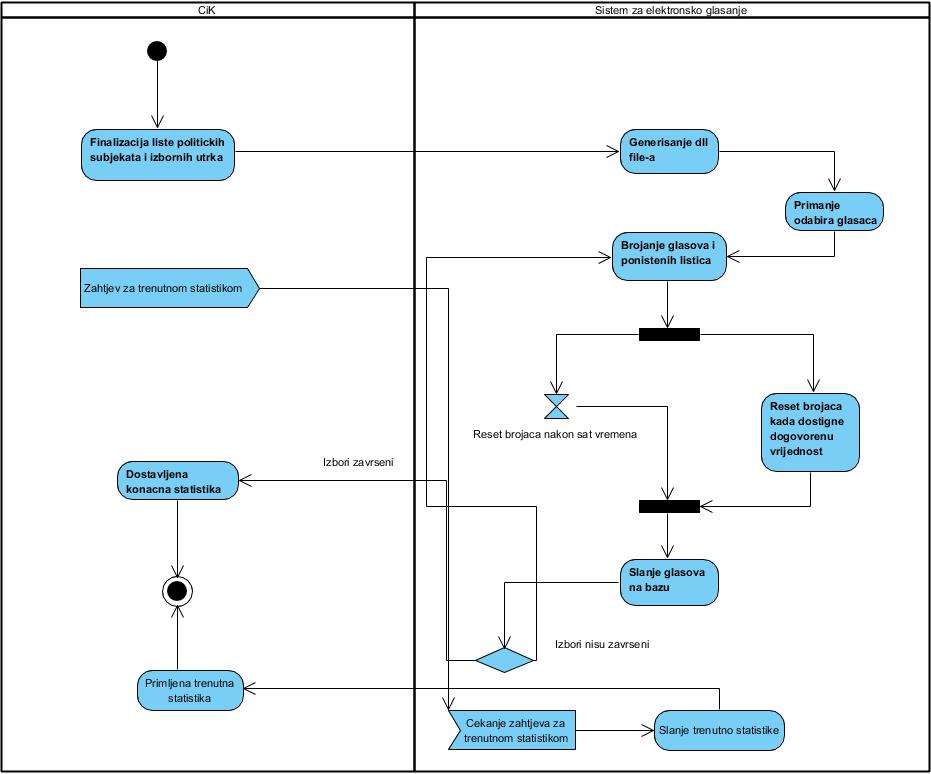 CiK
Sistem za elektronsko glasanje
Finalizacija liste politickih
subjekata i izbornih utrka
Generisanje dll
file-a
Primanje
odabira glasaca
Brojanje glasova i
ponistenih listica
Zahtjev za trenutnom statistikom
Reset brojaca
kada dostigne
dogovorenu
vrijednost
Reset brojaca nakon sat vremena
Izbori zavrseni
Dostavljena
konacna statistika
Slanje glasova
na bazu
Izbori nisu zavrseni
Primljena trenutna
statistika
Cekanje zahtjeva za
trenutnom statistikom
Slanje trenutno statistike